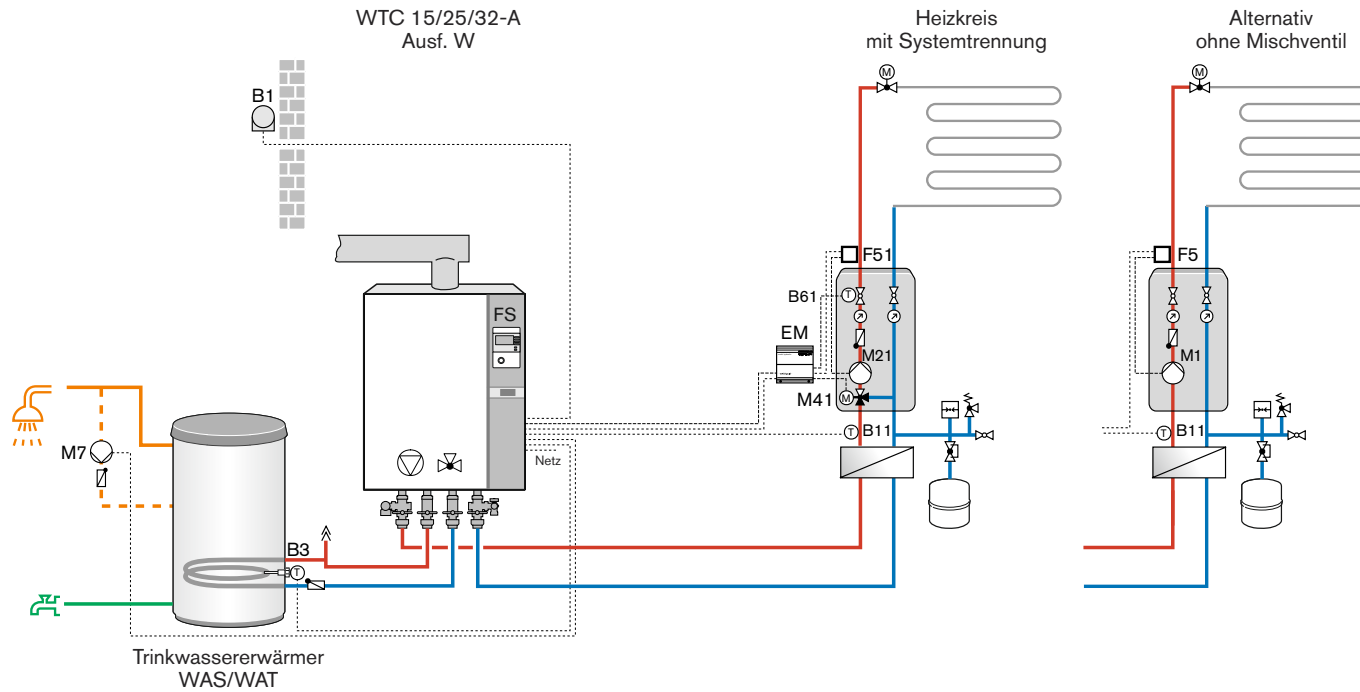 WTC 15/25/32-A
Ausf. W
Heizkreis
mit Systemtrennung
Alternativ
ohne Mischventil
M
M
B1
F51
F5
B61
T
FS
EM
M21
M1
M41
M
T
B11
T
B11
M7
Netz
B3
T
Trinkwassererwärmer
WAS/WAT